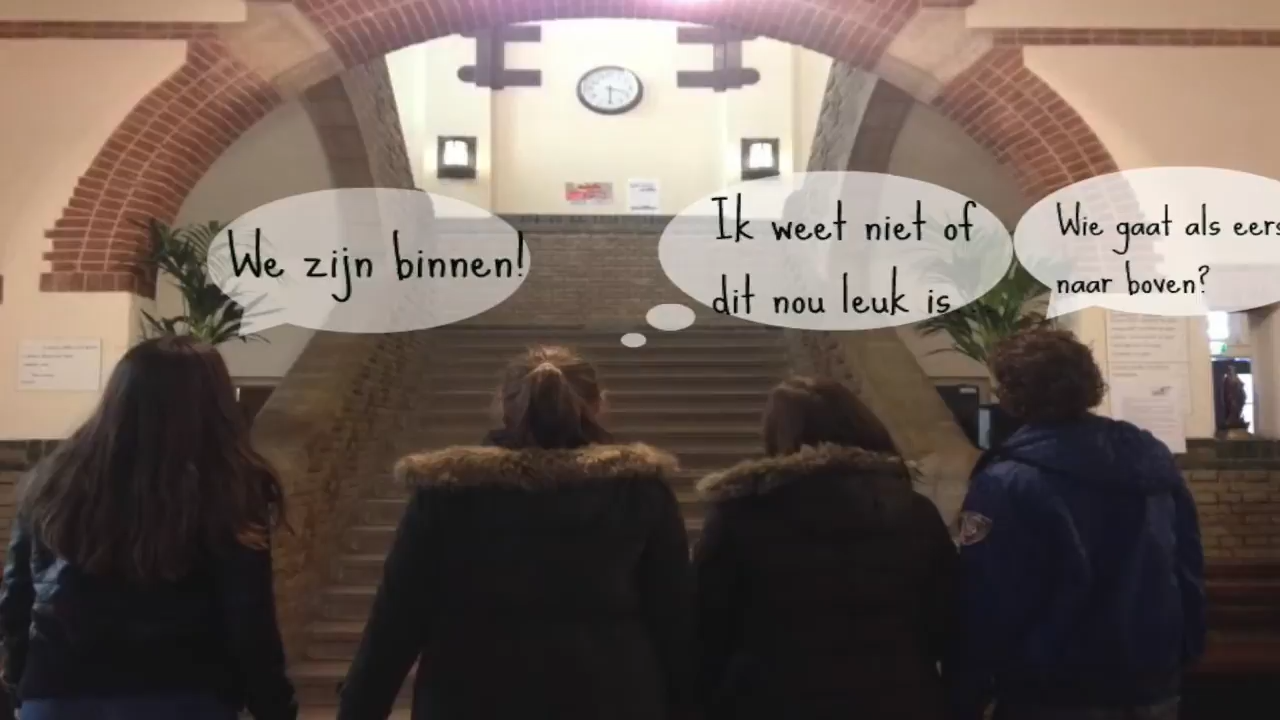 We zijn binnen!
Ik weet niet of
dit nou leuk is...
Wie gaat als eers
naar boven?